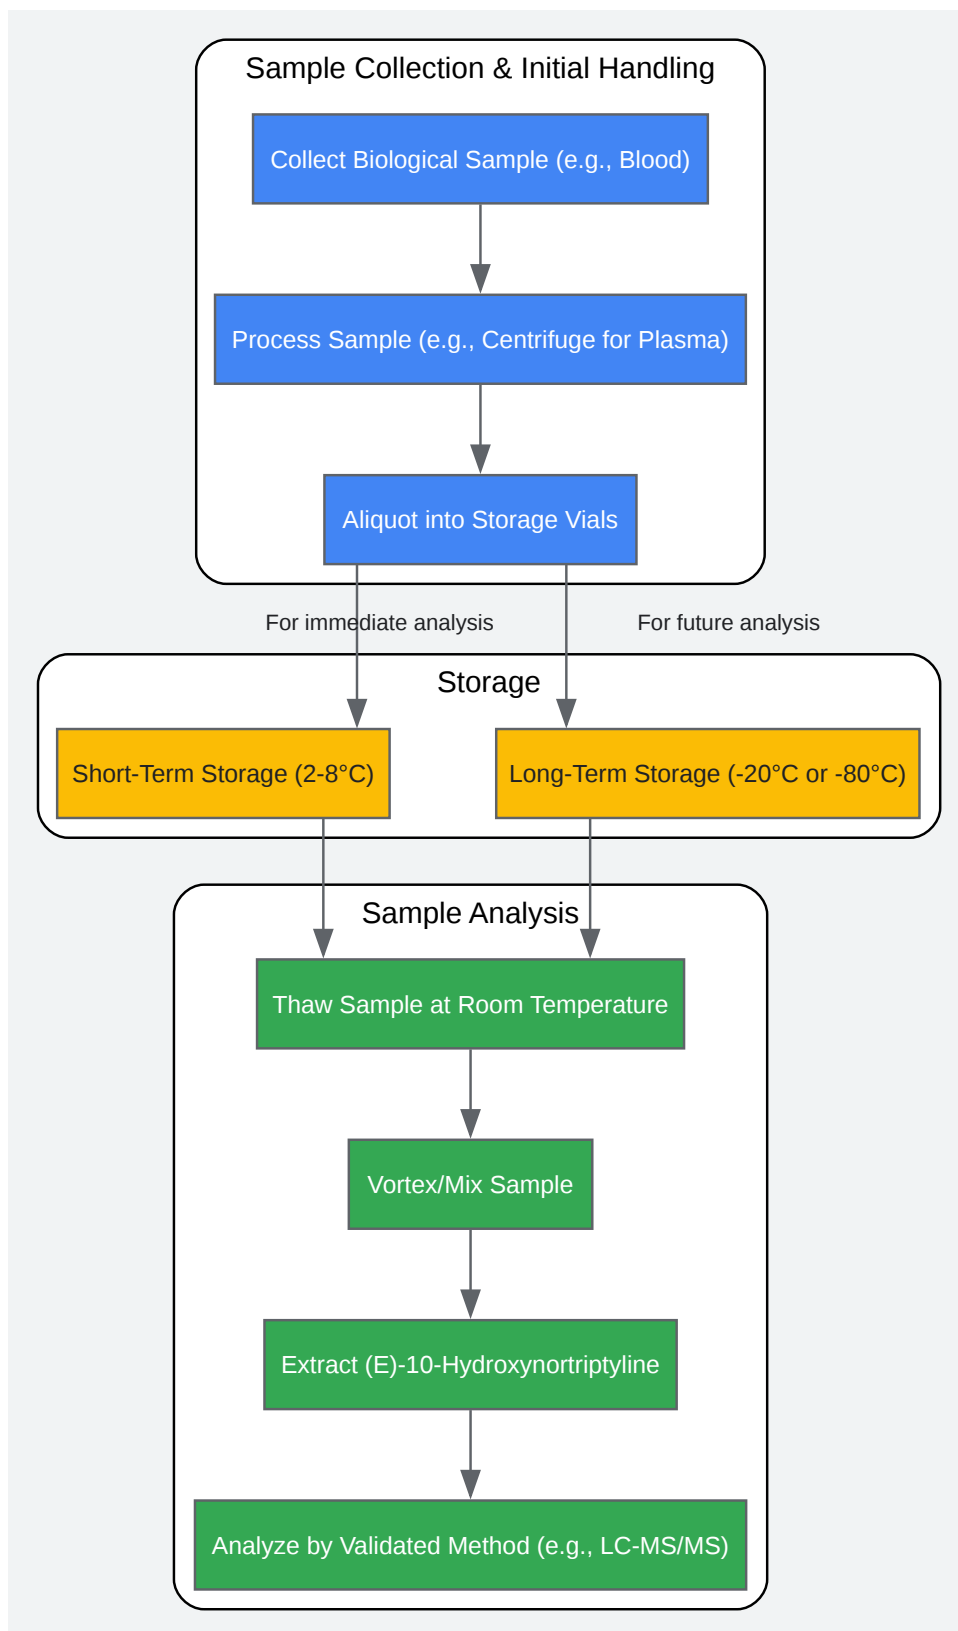 Sample Collection & Initial Handling
Collect Biological Sample (e.g., Blood)
Process Sample (e.g., Centrifuge for Plasma)
Aliquot into Storage Vials
For immediate analysis
For future analysis
Storage
Short-Term Storage (2-8°C)
Long-Term Storage (-20°C or -80°C)
Sample Analysis
Thaw Sample at Room Temperature
Vortex/Mix Sample
Extract (E)-10-Hydroxynortriptyline
Analyze by Validated Method (e.g., LC-MS/MS)